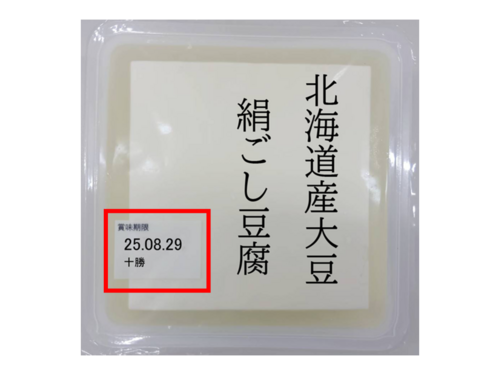 北海道産大豆
絹ごし豆腐
賞味期限
25.08.29
十勝